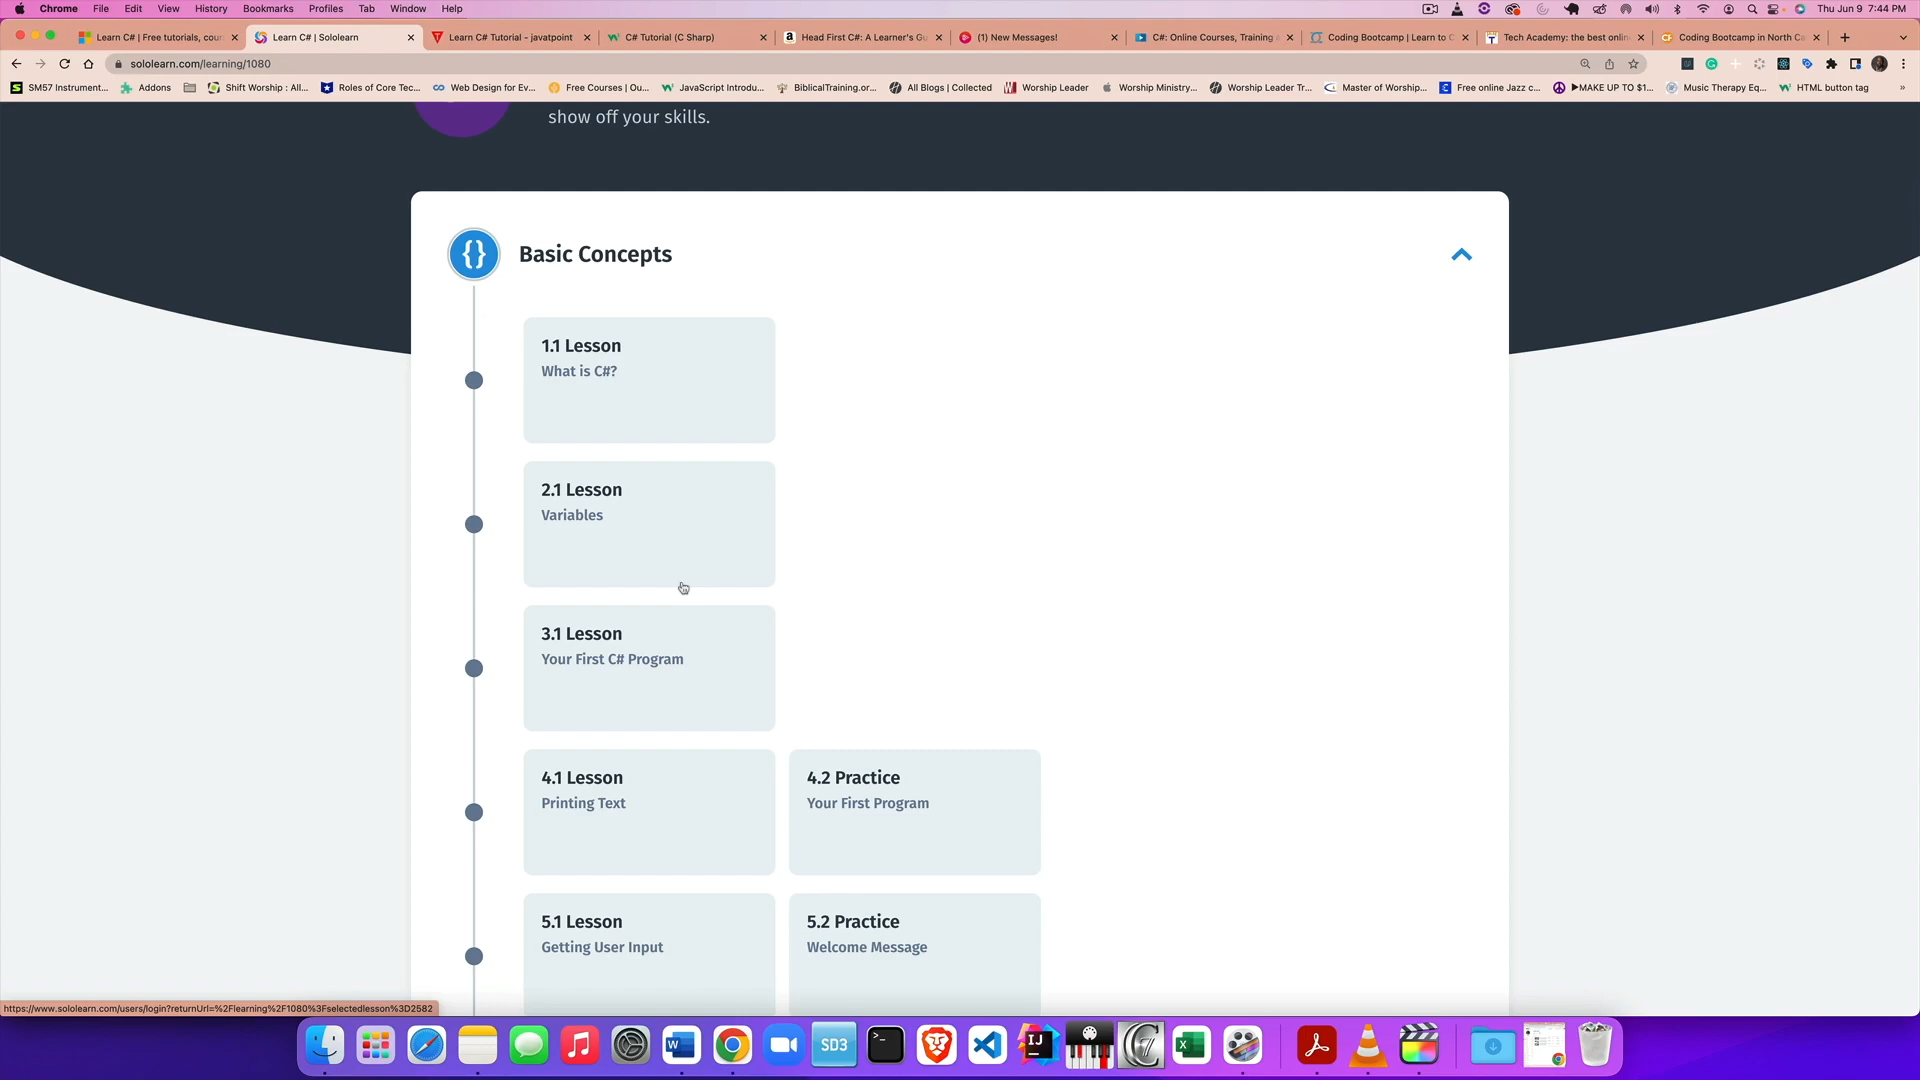 Chrome File Edit View History Bookmarks Profiles Tab Window Help Thu Jun 9 7:44 PM
Learn C# | Free tutorials, cour
Learn C# | Sololearn
Learn C# Tutorial - javatpoint
C# Tutorial (C Sharp)
Head First C#: A Learner's Gu
(1) New Messages!
C#: Online Courses, Training a
Coding Bootcamp | Learn to C
Tech Academy: the best onlin
Coding Bootcamp in North Ca
sololearn.com/learning/1080
SM57 Instrument...
Addons
Shift Worship : All...
Roles of Core Tec...
Web Design for Ev...
Free Courses | Ou...
JavaScript Introdu...
BiblicalTraining.or...
All Blogs | Collected
Worship Leader
Worship Ministry...
Worship Leader Tr...
Master of Worship...
Free online Jazz c...
▶MAKE UP TO $1...
Music Therapy Eq...
HTML button tag
»
show off your skills.
{} Basic Concepts
1.1 Lesson
What is C#?
2.1 Lesson
Variables
3.1 Lesson
Your First C# Program
4.1 Lesson
Printing Text
4.2 Practice
Your First Program
5.1 Lesson
Getting User Input
5.2 Practice
Welcome Message
https://www.sololearn.com/users/login?returnUrl=%2Flearning%2F1080%3Fselectedlesson%3D2582
W
SD3
>_
IJ
X